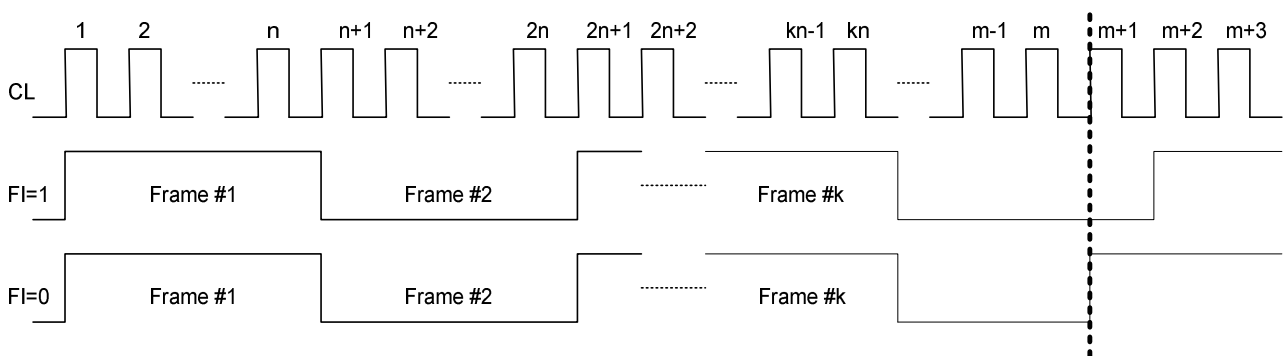 1 2 n n+1 n+2 2n 2n+1 2n+2 kn-1 kn m-1 m m+1 m+2 m+3
CL
FI=1 Frame #1 Frame #2 Frame #k
FI=0 Frame #1 Frame #2 Frame #k